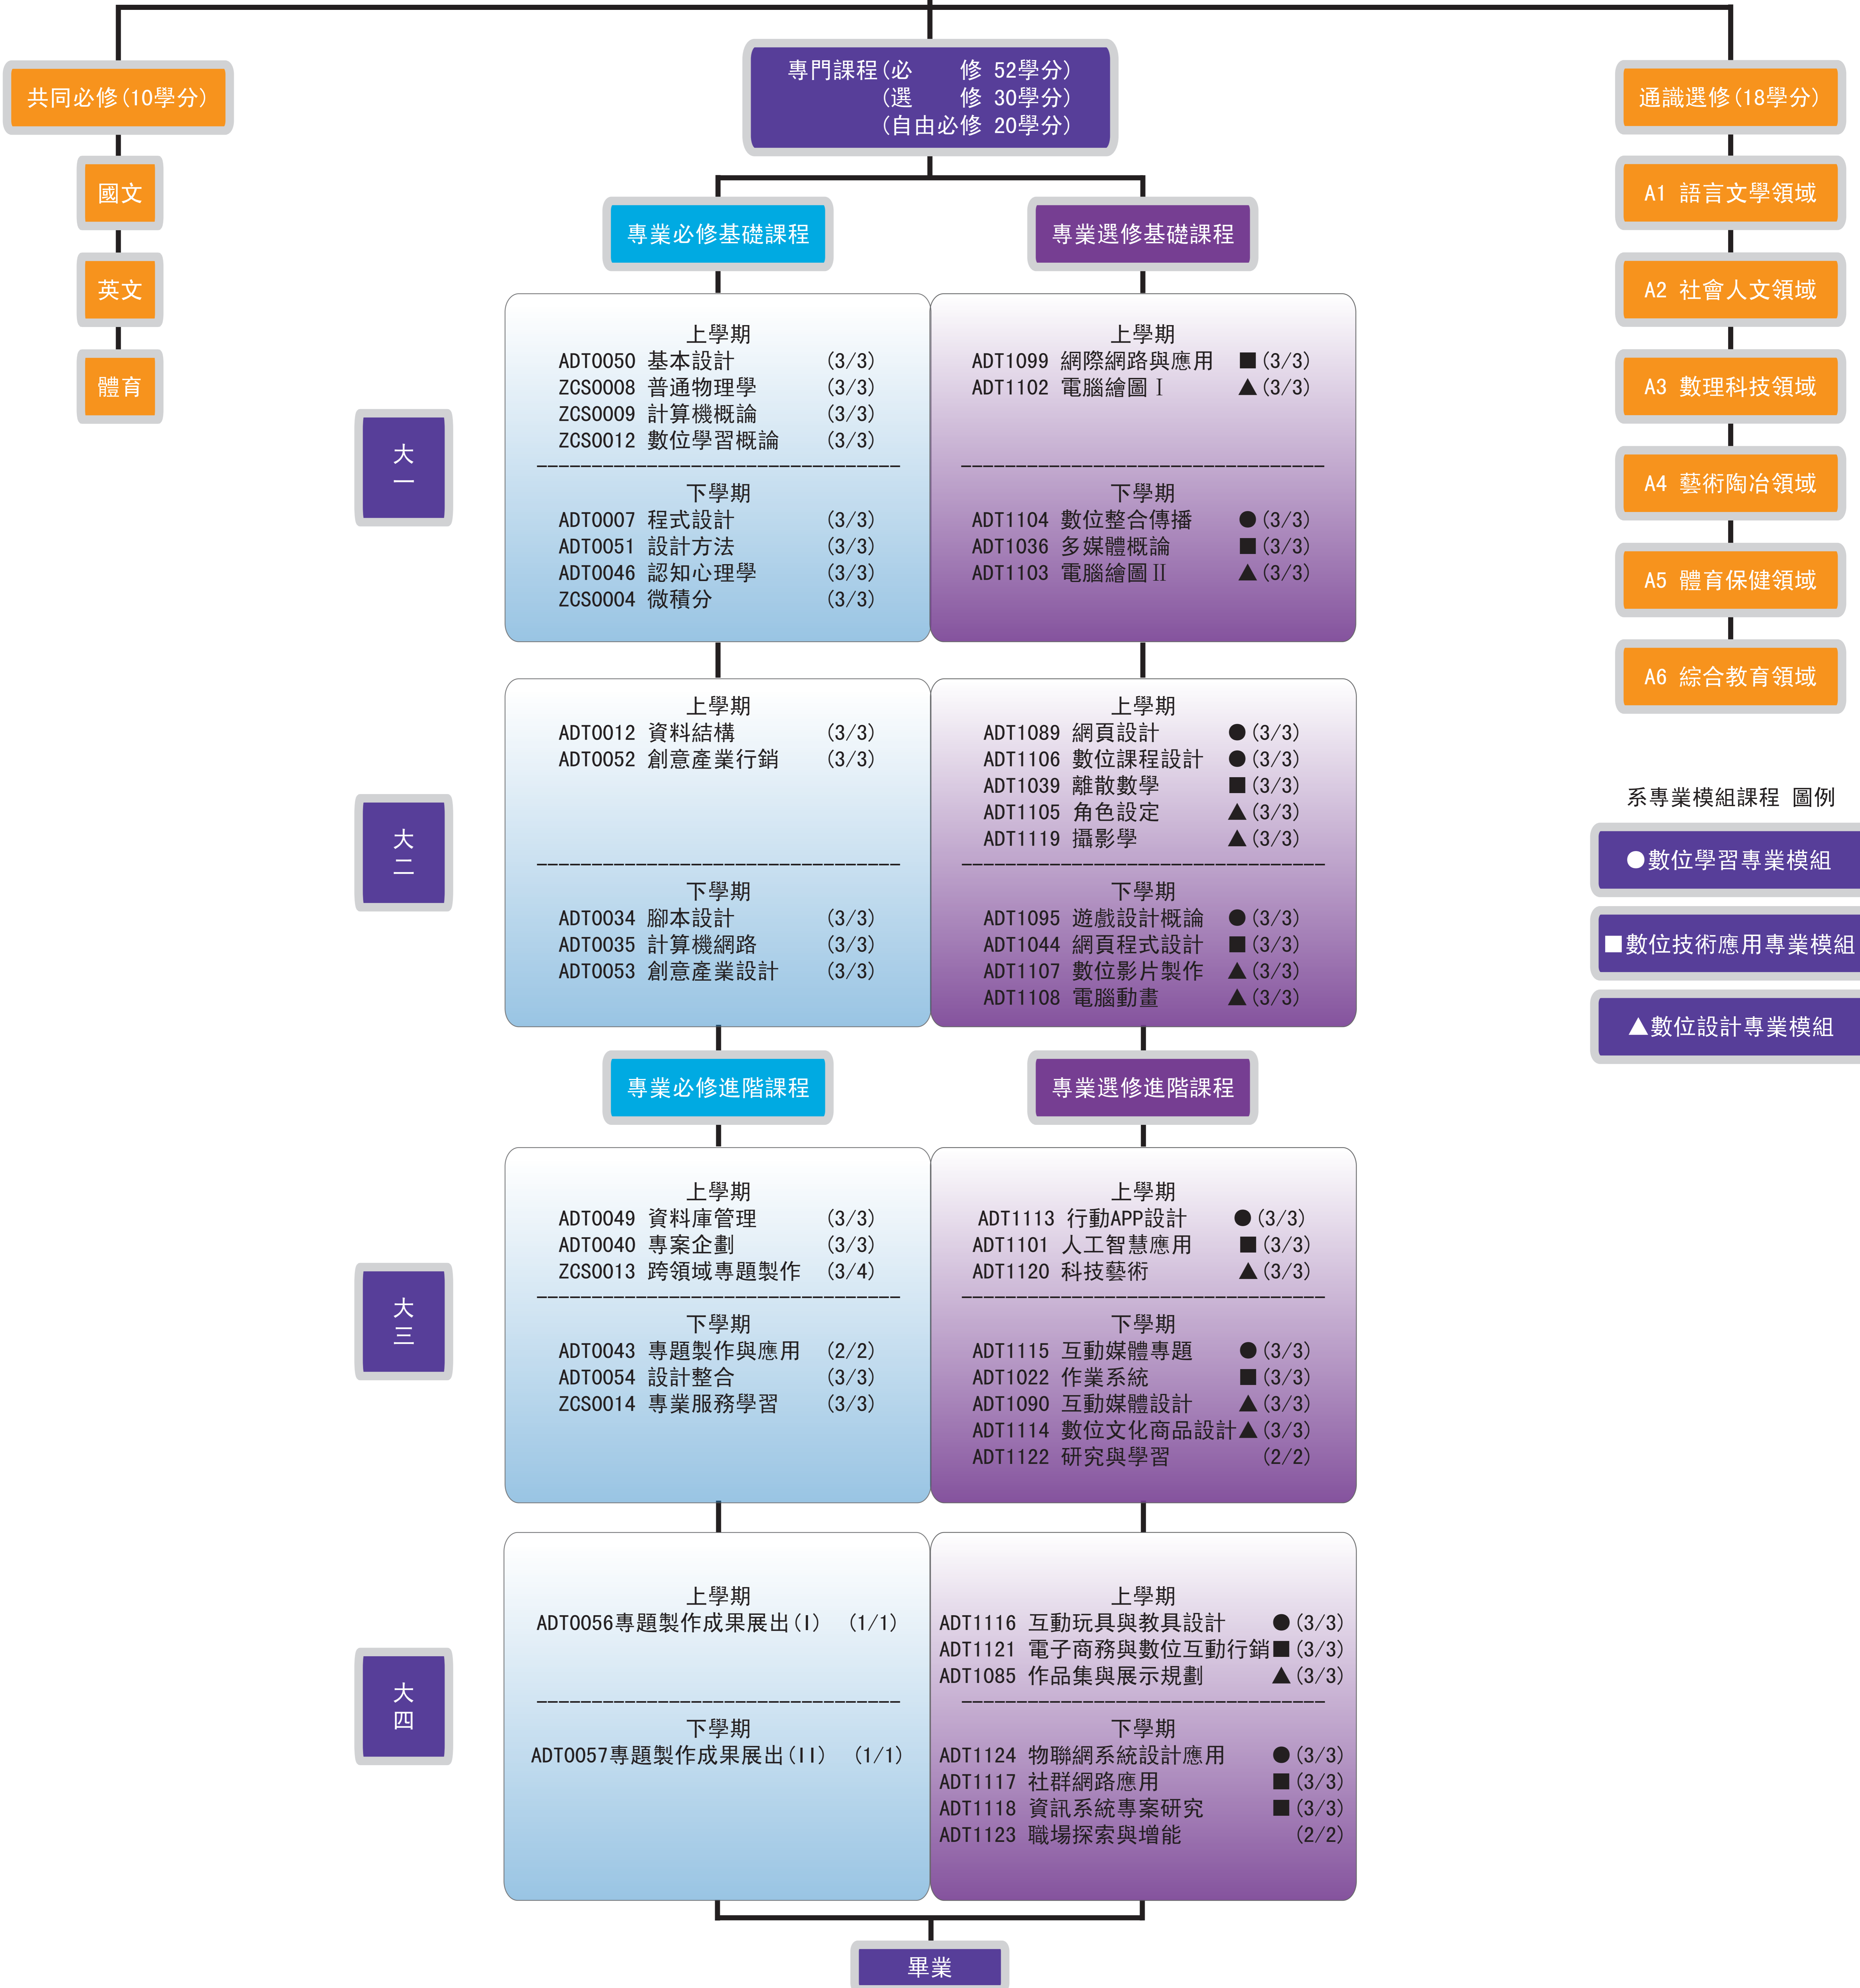 共同必修(10學分)
國文
英文
體育
專門課程(必　　修 52學分)
(選　　修 30學分)
(自由必修 20學分)
通識選修(18學分)
A1 語言文學領域
A2 社會人文領域
A3 數理科技領域
A4 藝術陶冶領域
A5 體育保健領域
A6 綜合教育領域
系專業模組課程 圖例
●數位學習專業模組
■數位技術應用專業模組
▲數位設計專業模組
專業必修基礎課程
專業選修基礎課程
大一
上學期
ADT0050 基本設計 (3/3)
ZCS0008 普通物理學 (3/3)
ZCS0009 計算機概論 (3/3)
ZCS0012 數位學習概論 (3/3)
下學期
ADT0007 程式設計 (3/3)
ADT0051 設計方法 (3/3)
ADT0046 認知心理學 (3/3)
ZCS0004 微積分 (3/3)
上學期
ADT1099 網際網路與應用 ■(3/3)
ADT1102 電腦繪圖Ⅰ ▲(3/3)
下學期
ADT1104 數位整合傳播 ●(3/3)
ADT1036 多媒體概論 ■(3/3)
ADT1103 電腦繪圖Ⅱ ▲(3/3)
大二
上學期
ADT0012 資料結構 (3/3)
ADT0052 創意產業行銷 (3/3)
下學期
ADT0034 腳本設計 (3/3)
ADT0035 計算機網路 (3/3)
ADT0053 創意產業設計 (3/3)
上學期
ADT1089 網頁設計 ●(3/3)
ADT1106 數位課程設計 ●(3/3)
ADT1039 離散數學 ■(3/3)
ADT1105 角色設定 ▲(3/3)
ADT1119 攝影學 ▲(3/3)
下學期
ADT1095 遊戲設計概論 ●(3/3)
ADT1044 網頁程式設計 ■(3/3)
ADT1107 數位影片製作 ▲(3/3)
ADT1108 電腦動畫 ▲(3/3)
專業必修進階課程
專業選修進階課程
大三
上學期
ADT0049 資料庫管理 (3/3)
ADT0040 專案企劃 (3/3)
ZCS0013 跨領域專題製作 (3/4)
下學期
ADT0043 專題製作與應用 (2/2)
ADT0054 設計整合 (3/3)
ZCS0014 專業服務學習 (3/3)
上學期
ADT1113 行動APP設計 ●(3/3)
ADT1101 人工智慧應用 ■(3/3)
ADT1120 科技藝術 ▲(3/3)
下學期
ADT1115 互動媒體專題 ●(3/3)
ADT1022 作業系統 ■(3/3)
ADT1090 互動媒體設計 ▲(3/3)
ADT1114 數位文化商品設計▲(3/3)
ADT1122 研究與學習 (2/2)
大四
上學期
ADT0056專題製作成果展出(I) (1/1)
下學期
ADT0057專題製作成果展出(II) (1/1)
上學期
ADT1116 互動玩具與教具設計 ●(3/3)
ADT1121 電子商務與數位互動行銷■(3/3)
ADT1085 作品集與展示規劃 ▲(3/3)
下學期
ADT1124 物聯網系統設計應用 ●(3/3)
ADT1117 社群網路應用 ■(3/3)
ADT1118 資訊系統專案研究 ■(3/3)
ADT1123 職場探索與增能 (2/2)
畢業